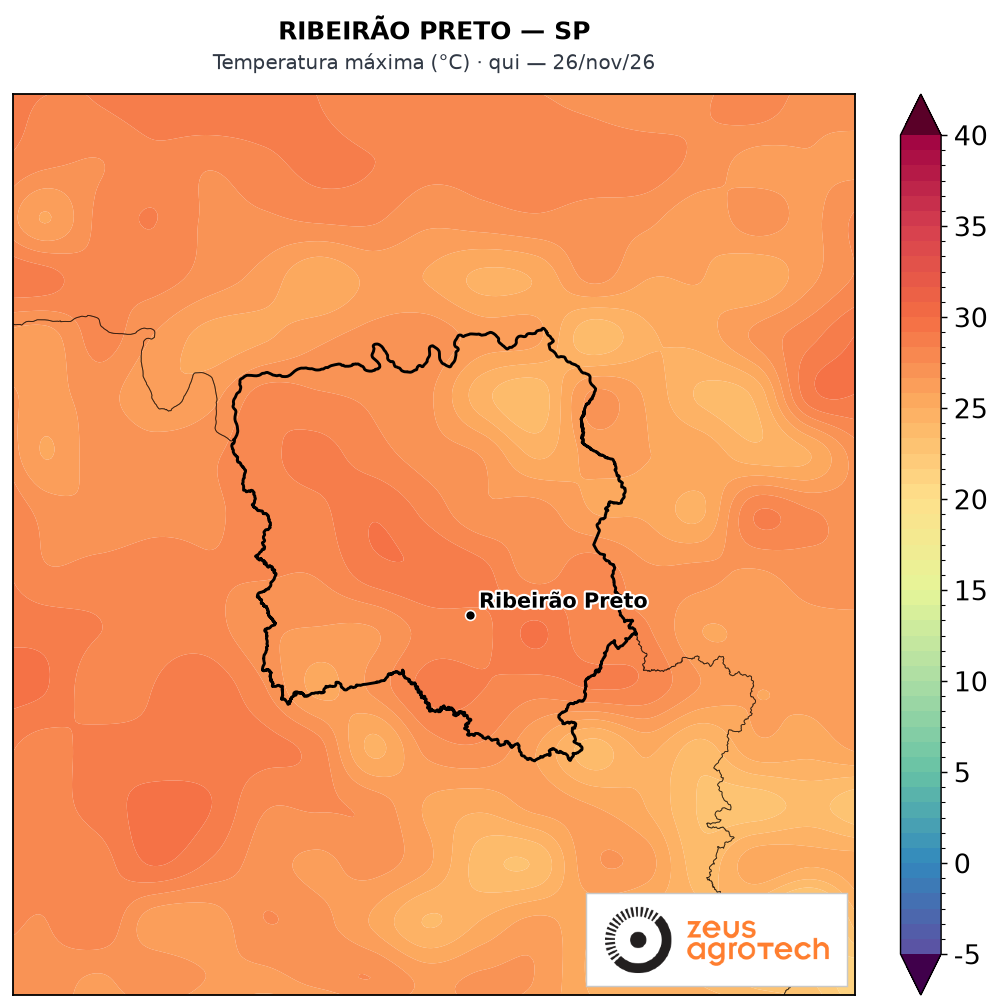 RIBEIRÃO PRETO — SP
Temperatura máxima (°C) · qui — 26/nov/26
40
35
30
25
20
15
10
5
0
-5
Ribeirão Preto
zeus
agrotech